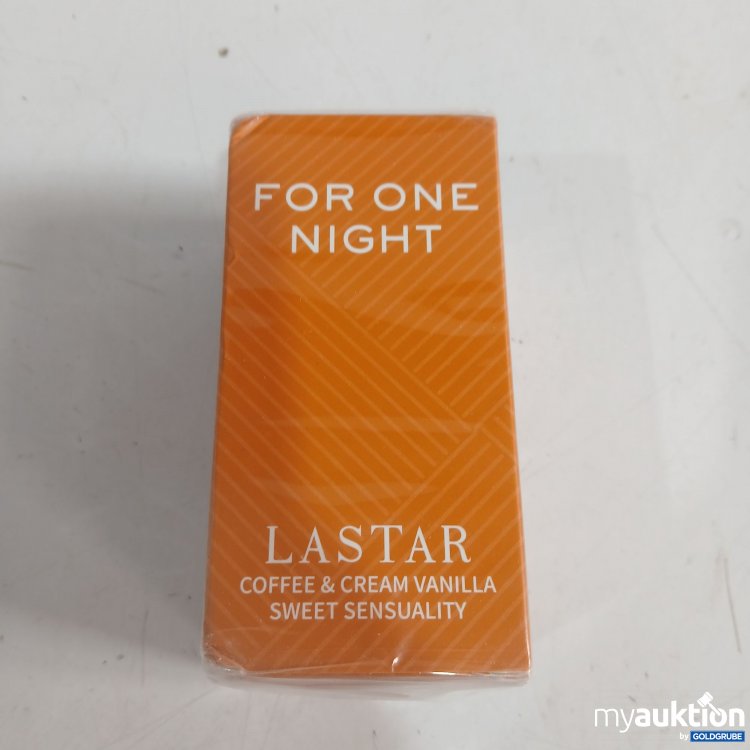 FOR ONE
NIGHT
LASTAR
COFFEE & CREAM VANILLA
SWEET SENSUALITY
myauktion
by GOLDGRUBE